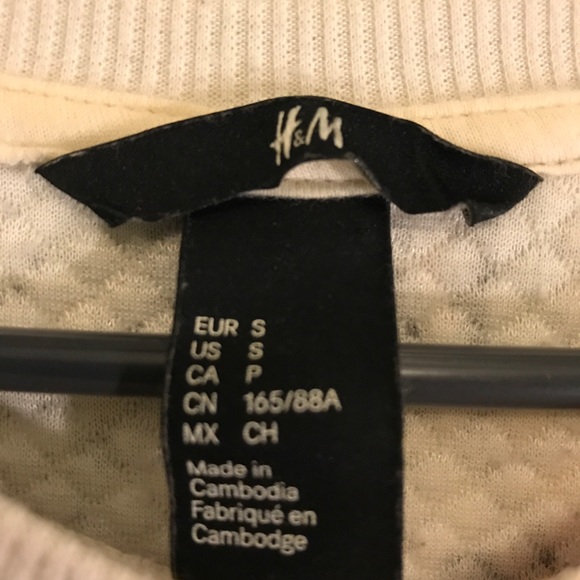 H&M
EUR S
US S
CA P
CN 165/88A
MX CH
Made in
Cambodia
Fabriqué en
Cambodge